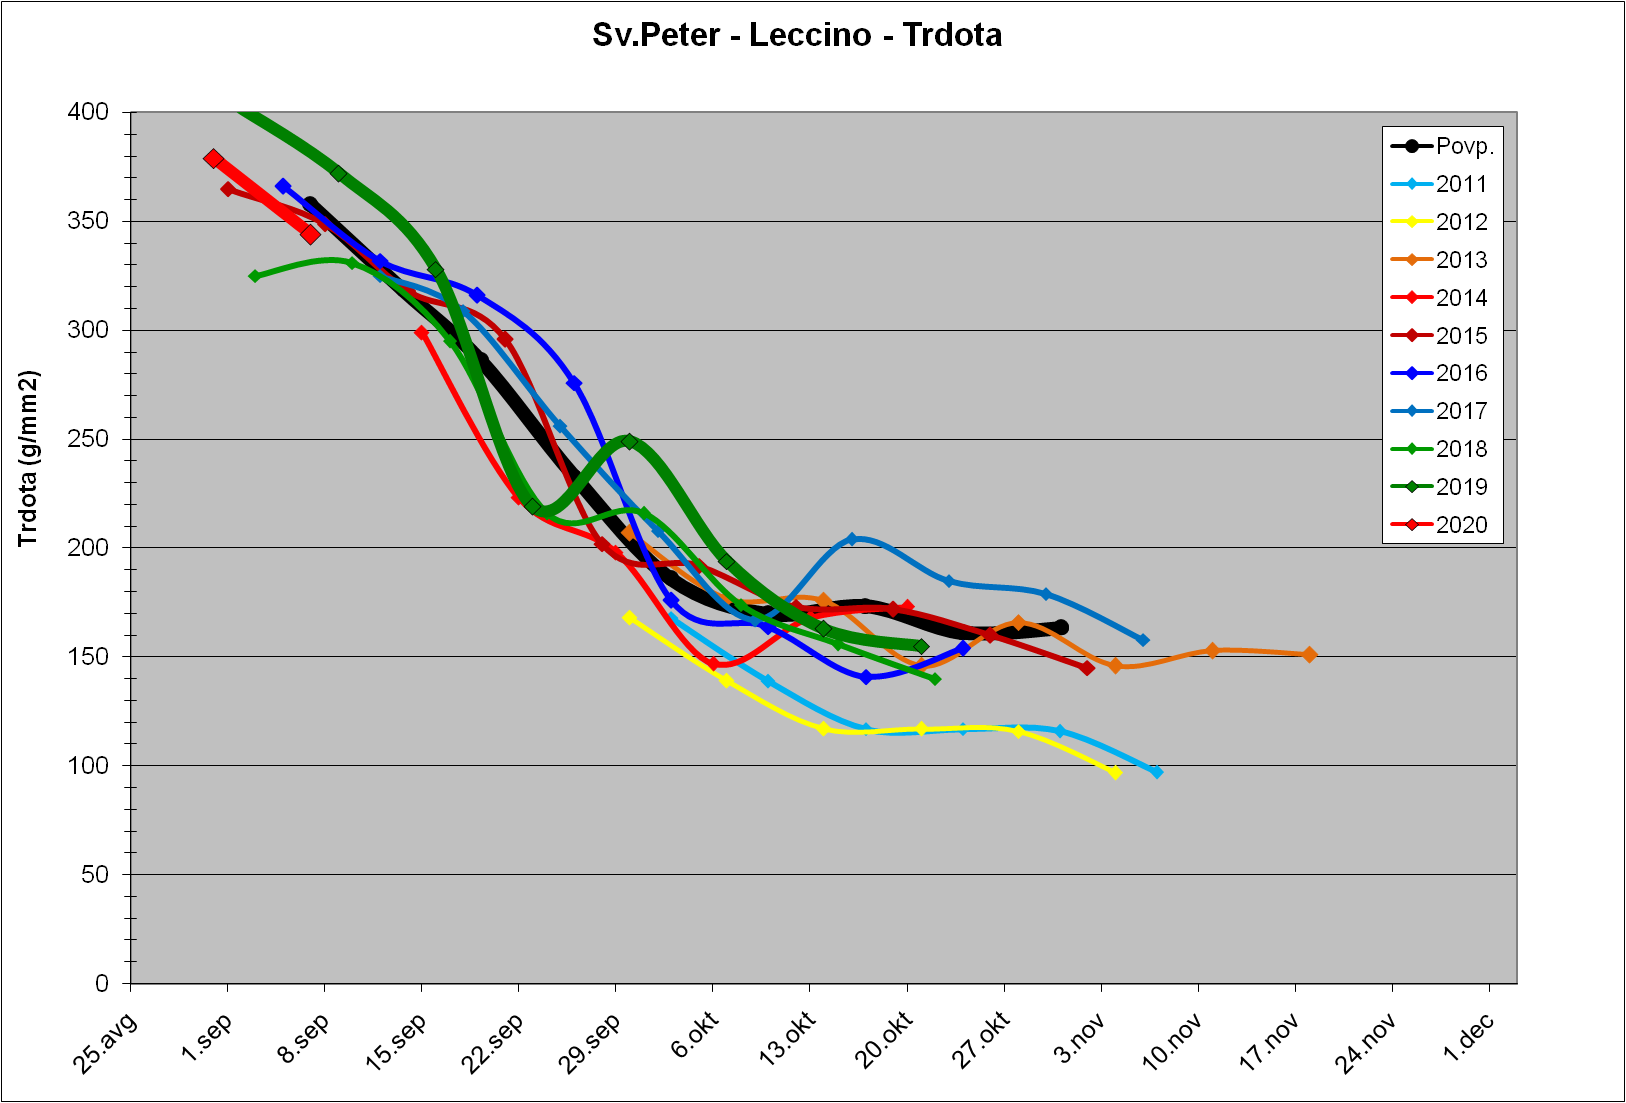 Sv.Peter - Leccino - Trdota
Trdota (g/mm2)
400
350
300
250
200
150
100
50
0
25.avg
1.sep
8.sep
15.sep
22.sep
29.sep
6.okt
13.okt
20.okt
27.okt
3.nov
10.nov
17.nov
24.nov
1.dec
Povp.
2011
2012
2013
2014
2015
2016
2017
2018
2019
2020